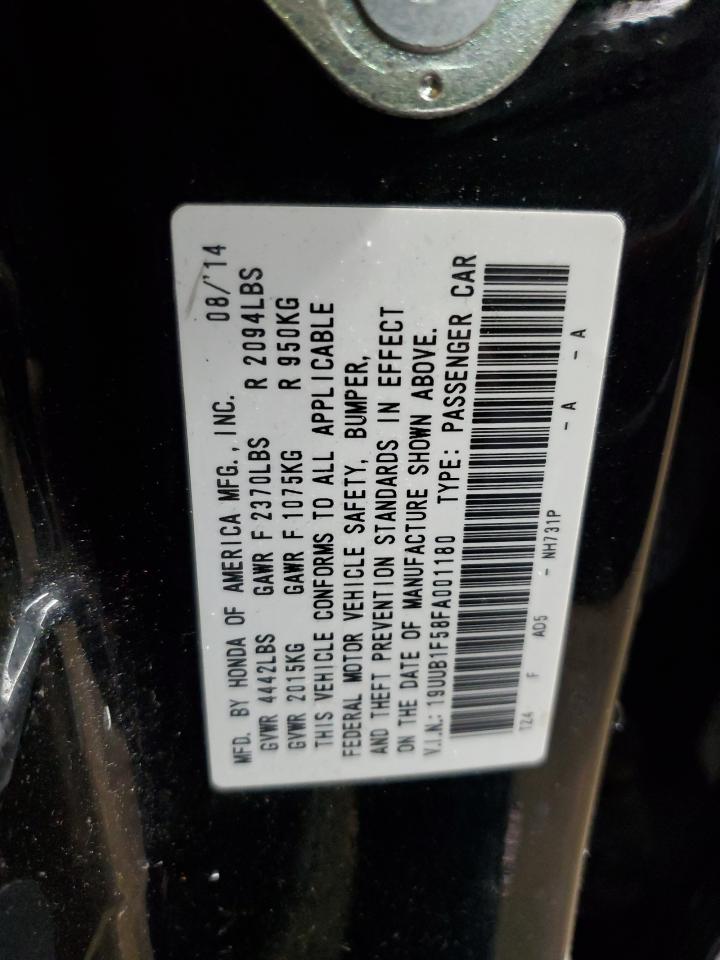 MFD. BY HONDA OF AMERICA MFG., INC. 08/'14
GVWR 4442LBS GAWR F 2370LBS R 2094LBS
GVWR 2015KG GAWR F 1075KG R 950KG
THIS VEHICLE CONFORMS TO ALL APPLICABLE
FEDERAL MOTOR VEHICLE SAFETY, BUMPER,
AND THEFT PREVENTION STANDARDS IN EFFECT
ON THE DATE OF MANUFACTURE SHOWN ABOVE.
V.I.N.: 19UUB1F58FA001180 TYPE: PASSENGER CAR
TZ4 F AD5 - NH731P - A - A